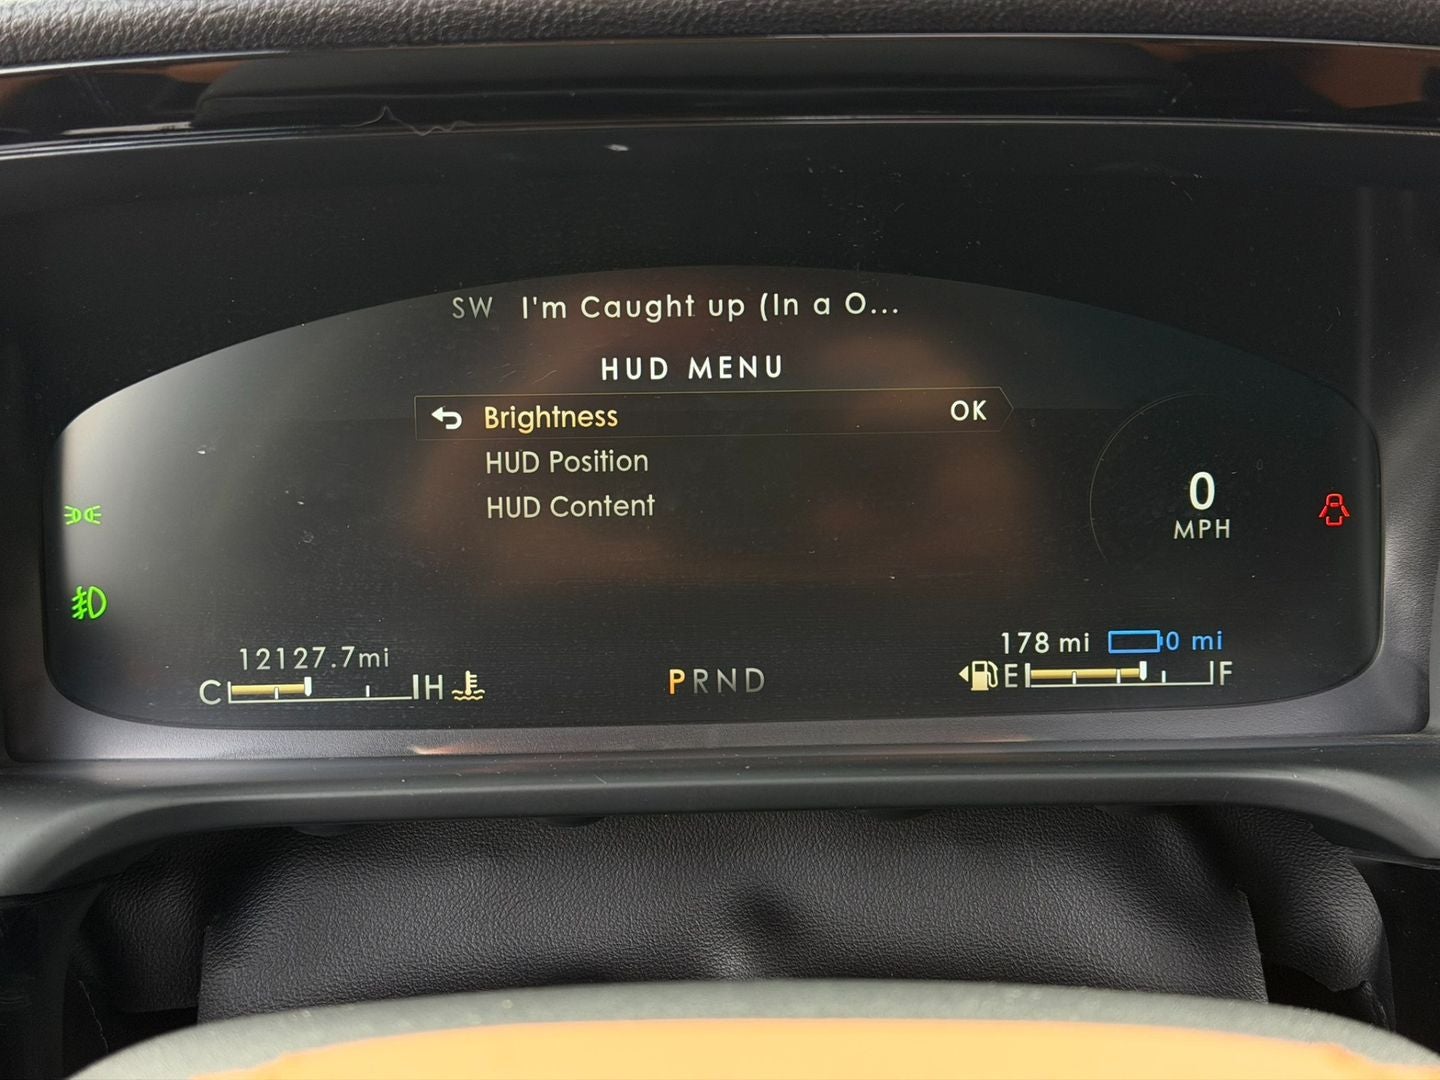 SW I'm Caught up (In a O...
HUD MENU
Brightness OK
HUD Position
HUD Content
0
MPH
12127.7mi
178 mi 0 mi
C H
PRND
E F